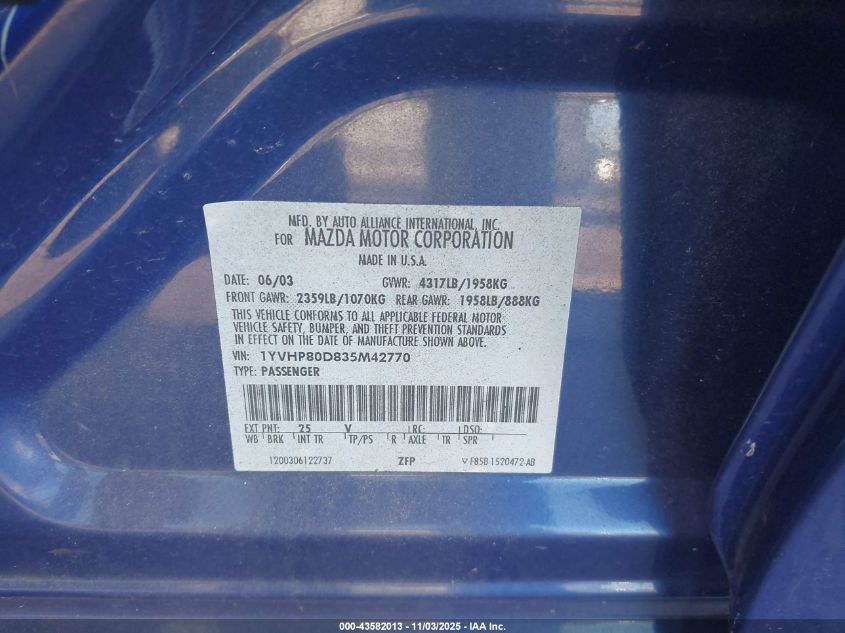 MFD. BY AUTO ALLIANCE INTERNATIONAL, INC.
FOR MAZDA MOTOR CORPORATION
MADE IN U.S.A.
DATE: 06/03 GVWR: 4317LB/1958KG
FRONT GAWR: 2359LB/1070KG REAR GAWR: 1958LB/888KG
THIS VEHICLE CONFORMS TO ALL APPLICABLE FEDERAL MOTOR
VEHICLE SAFETY, BUMPER, AND THEFT PREVENTION STANDARDS
IN EFFECT ON THE DATE OF MANUFACTURE SHOWN ABOVE.
VIN: 1YVHP80D835M42770
TYPE: PASSENGER
EXT PNT: 25 V RC: DSO:
WB BRK INT TR TP/PS R AXLE TR SPR
1200306122737 ZFP V F85B 1520472-AB
000-43582013 - 11/03/2025 - IAA Inc.